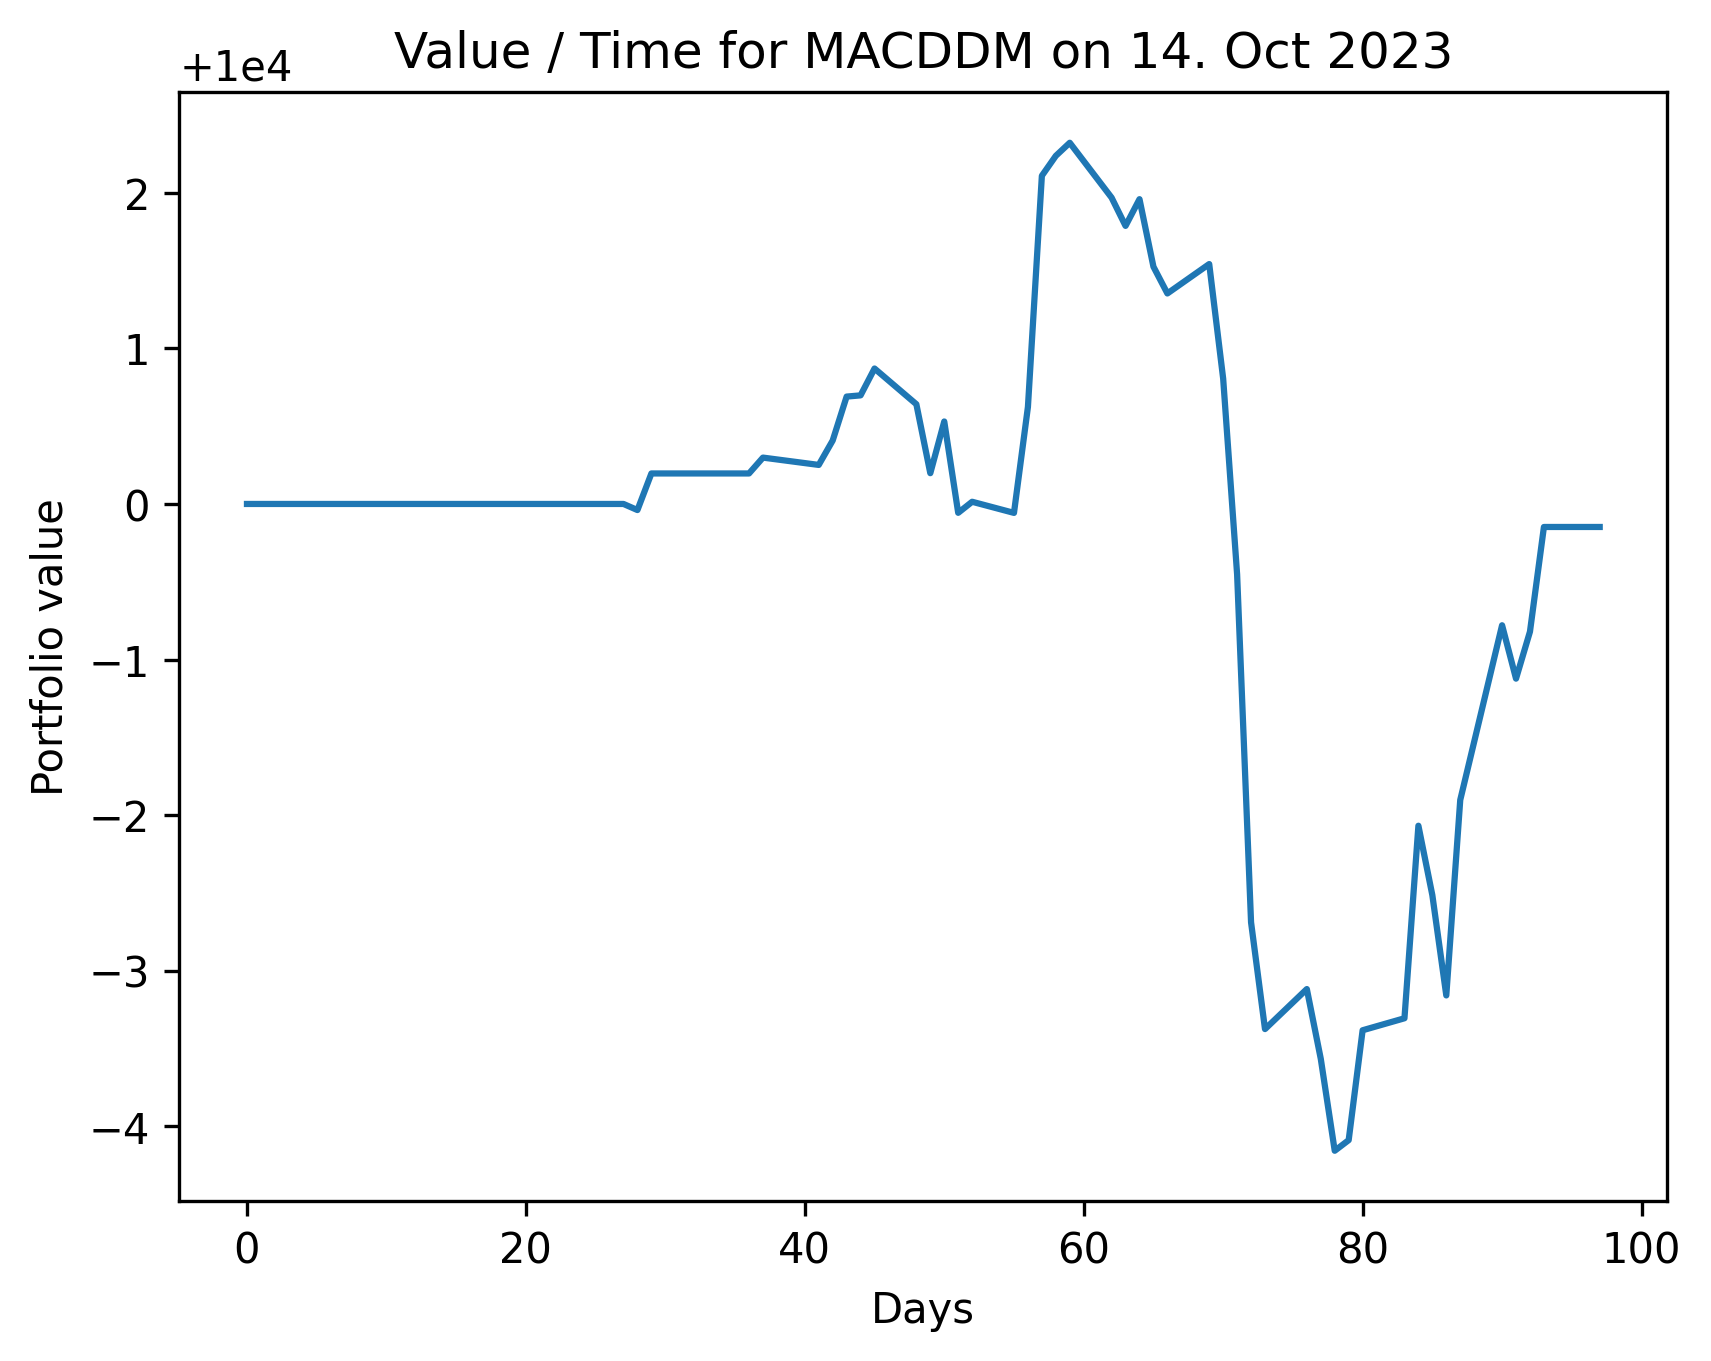 Value / Time for MACDDM on 14. Oct 2023
+1e4
2
1
0
−1
−2
−3
−4
Portfolio value
0 20 40 60 80 100
Days